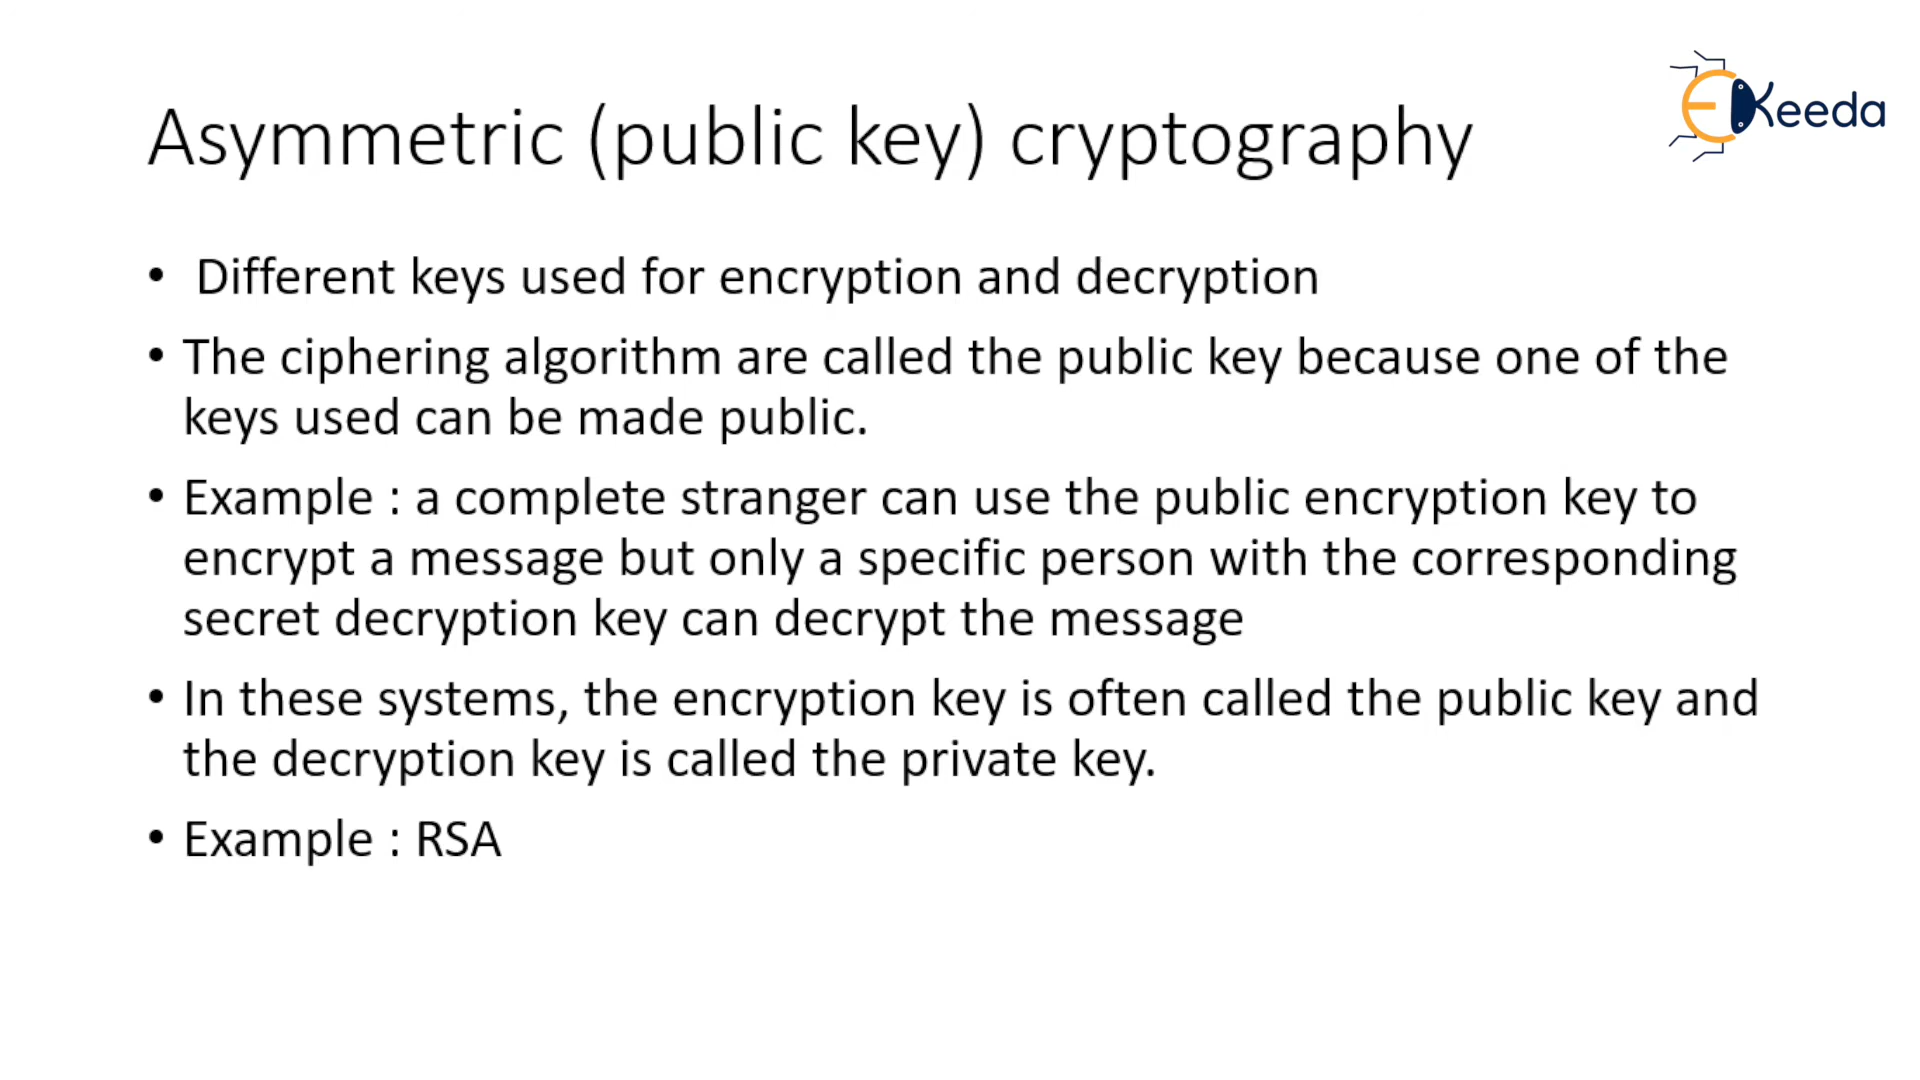 EKeeda
Asymmetric (public key) cryptography
• Different keys used for encryption and decryption
• The ciphering algorithm are called the public key because one of the
keys used can be made public.
• Example : a complete stranger can use the public encryption key to
encrypt a message but only a specific person with the corresponding
secret decryption key can decrypt the message
• In these systems, the encryption key is often called the public key and
the decryption key is called the private key.
• Example : RSA